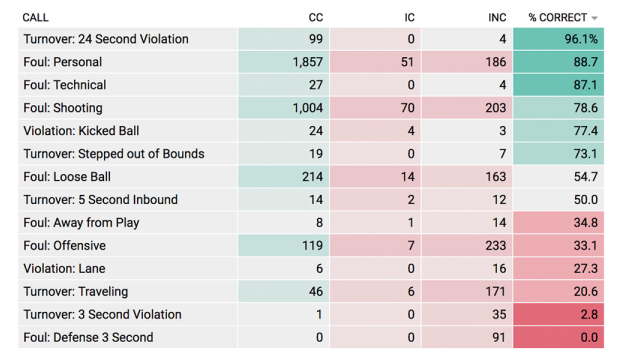 CALL CC IC INC % CORRECT
Turnover: 24 Second Violation 99 0 4 96.1%
Foul: Personal 1,857 51 186 88.7
Foul: Technical 27 0 4 87.1
Foul: Shooting 1,004 70 203 78.6
Violation: Kicked Ball 24 4 3 77.4
Turnover: Stepped out of Bounds 19 0 7 73.1
Foul: Loose Ball 214 14 163 54.7
Turnover: 5 Second Inbound 14 2 12 50.0
Foul: Away from Play 8 1 14 34.8
Foul: Offensive 119 7 233 33.1
Violation: Lane 6 0 16 27.3
Turnover: Traveling 46 6 171 20.6
Turnover: 3 Second Violation 1 0 35 2.8
Foul: Defense 3 Second 0 0 91 0.0